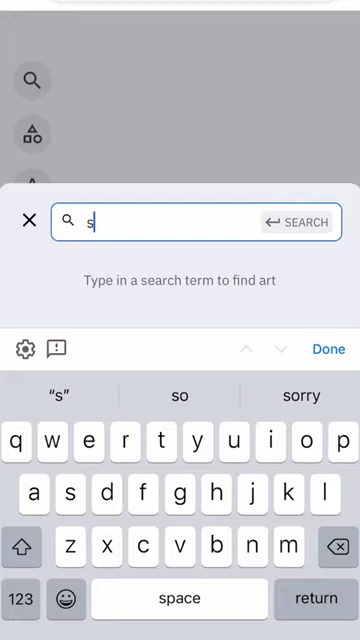 s
SEARCH
Type in a search term to find art
Done
“s” so sorry
q w e r t y u i o p
a s d f g h j k l
z x c v b n m
123 space return